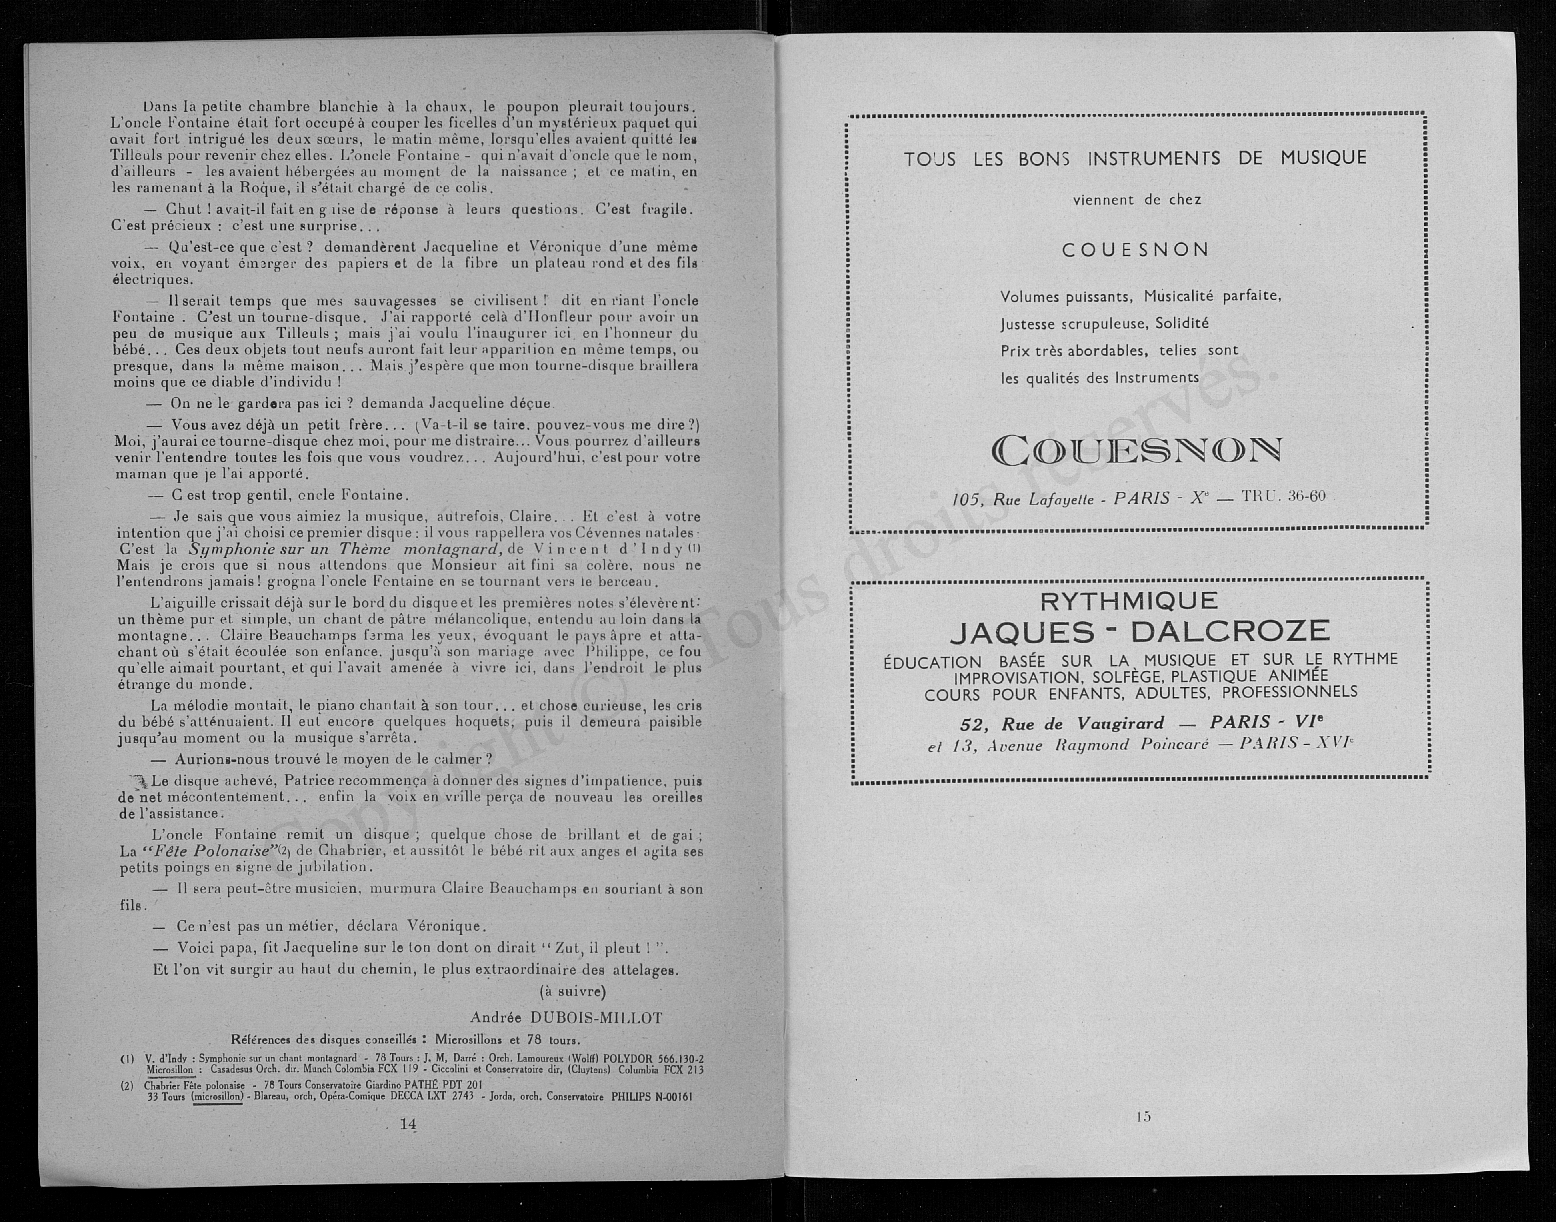 Dans la petite chambre blanchie à la chaux, le poupon pleurait toujours.
L'oncle Fontaine était fort occupé à couper les ficelles d'un mystérieux paquet qui
avait fort intrigué les deux sœurs, le matin même, lorsqu'elles avaient quitté les
Tilleuls pour revenir chez elles. L'oncle Fontaine - qui n'avait d'oncle que le nom,
d'ailleurs - les avaient hébergées au moment de la naissance ; et ce matin, en
les ramenant à la Roque, il s'était chargé de ce colis.
— Chut ! avait-il fait en guise de réponse à leurs questions. C'est fragile.
C'est précieux : c'est une surprise...
— Qu'est-ce que c'est ? demandèrent Jacqueline et Véronique d'une même
voix, en voyant émerger des papiers et de la fibre un plateau rond et des fils
électriques.
— Il serait temps que mes sauvagesses se civilisent ! dit en riant l'oncle
Fontaine . C'est un tourne-disque. J'ai rapporté celà d'Honfleur pour avoir un
peu de musique aux Tilleuls ; mais j'ai voulu l'inaugurer ici en l'honneur du
bébé... Ces deux objets tout neufs auront fait leur apparition en même temps, ou
presque, dans la même maison... Mais j'espère que mon tourne-disque braillera
moins que ce diable d'individu !
— On ne le gardera pas ici ? demanda Jacqueline déçue.
— Vous avez déjà un petit frère... (Va-t-il se taire, pouvez-vous me dire ?)
Moi, j'aurai ce tourne-disque chez moi, pour me distraire... Vous pourrez d'ailleurs
venir l'entendre toutes les fois que vous voudrez... Aujourd'hui, c'est pour votre
maman que je l'ai apporté.
— C'est trop gentil, oncle Fontaine.
— Je sais que vous aimiez la musique, autrefois, Claire... Et c'est à votre
intention que j'ai choisi ce premier disque : il vous rappellera vos Cévennes natales.
C'est la Symphonie sur un Thème montagnard, de Vincent d'Indy (1)
Mais je crois que si nous attendons que Monsieur ait fini sa colère, nous ne
l'entendrons jamais ! grogna l'oncle Fontaine en se tournant vers le berceau.
L'aiguille crissait déjà sur le bord du disque et les premières notes s'élevèrent:
un thème pur et simple, un chant de pâtre mélancolique, entendu au loin dans la
montagne... Claire Beauchamps ferma les yeux, évoquant le pays âpre et atta-
chant où s'était écoulée son enfance, jusqu'à son mariage avec Philippe, ce fou
qu'elle aimait pourtant, et qui l'avait amenée à vivre ici, dans l'endroit le plus
étrange du monde.
La mélodie montait, le piano chantait à son tour... et chose curieuse, les cris
du bébé s'atténuaient. Il eut encore quelques hoquets, puis il demeura paisible
jusqu'au moment ou la musique s'arrêta.
— Aurions-nous trouvé le moyen de le calmer ?
Le disque achevé, Patrice recommença à donner des signes d'impatience, puis
de net mécontentement... enfin la voix en vrille perça de nouveau les oreilles
de l'assistance.
L'oncle Fontaine remit un disque ; quelque chose de brillant et de gai ;
La “Fête Polonaise”(2) de Chabrier, et aussitôt le bébé rit aux anges et agita ses
petits poings en signe de jubilation.
— Il sera peut-être musicien, murmura Claire Beauchamps en souriant à son
fils.
— Ce n'est pas un métier, déclara Véronique.
— Voici papa, fit Jacqueline sur le ton dont on dirait “ Zut, il pleut ! ”.
Et l'on vit surgir au haut du chemin, le plus extraordinaire des attelages.
(à suivre)
Andrée DUBOIS-MILLOT
Références des disques conseillés : Microsillons et 78 tours.
(1) V. d'Indy : Symphonie sur un chant montagnard - 78 Tours : J. M. Darré : Orch. Lamoureux (Wolff) POLYDOR 566.130-2
Microsillon : Casadesus Orch. dir. Munch Colombia FCX 119 - Ciccolini et Conservatoire dir, (Cluytens) Columbia FCX 213
(2) Chabrier Fête polonaise - 78 Tours Conservatoire Giardino PATHÉ PDT 201
33 Tours (microsillon) - Blareau, orch, Opéra-Comique DECCA LXT 2743 - Jorda, orch. Conservatoire PHILIPS N-00161
14
TOUS LES BONS INSTRUMENTS DE MUSIQUE
viennent de chez
COUESNON
Volumes puissants, Musicalité parfaite,
Justesse scrupuleuse, Solidité
Prix très abordables, telles sont
les qualités des Instruments
COUESNON
105, Rue Lafayette - PARIS - Xe — TRU. 36-60
RYTHMIQUE
JAQUES - DALCROZE
ÉDUCATION BASÉE SUR LA MUSIQUE ET SUR LE RYTHME
IMPROVISATION, SOLFÈGE, PLASTIQUE ANIMÉE
COURS POUR ENFANTS, ADULTES, PROFESSIONNELS
52, Rue de Vaugirard — PARIS - VIe
et 13, Avenue Raymond Poincaré — PARIS - XVIe
15
Copyright © - Tous droits réservés.